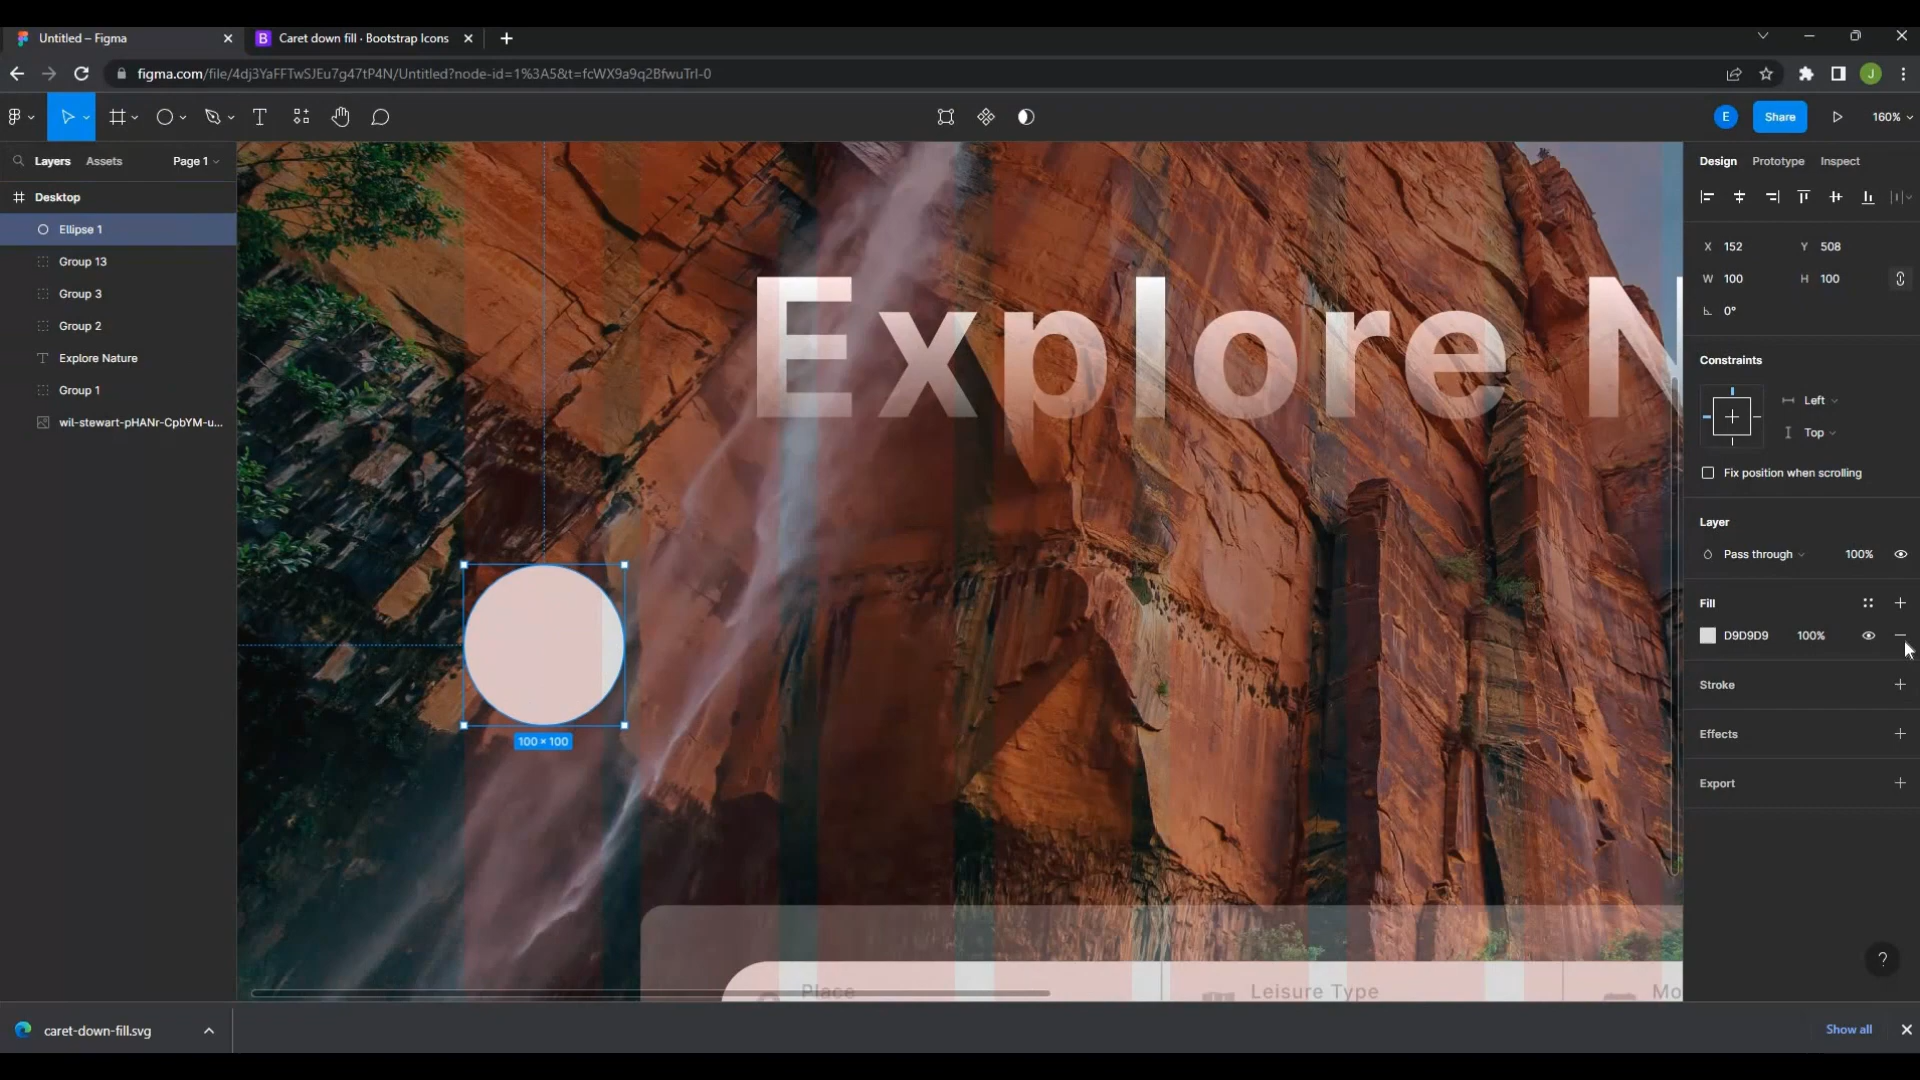 Untitled – Figma
Caret down fill · Bootstrap Icons
figma.com/file/4dj3YaFFTwSJEu7g47tP4N/Untitled?node-id=1%3A5&t=fcWX9a9q2BfwuTrl-0
J
E
Share
160%
Layers
Assets
Page 1
Design
Prototype
Inspect
Desktop
Ellipse 1
Group 13
Group 3
Group 2
Explore Nature
Group 1
wil-stewart-pHANr-CpbYM-u...
Explore N
100 × 100
Place
Leisure Type
Mo
X 152
Y 508
W 100
H 100
0°
Constraints
Left
Top
Fix position when scrolling
Layer
Pass through
100%
Fill
D9D9D9
100%
Stroke
Effects
Export
?
caret-down-fill.svg
Show all